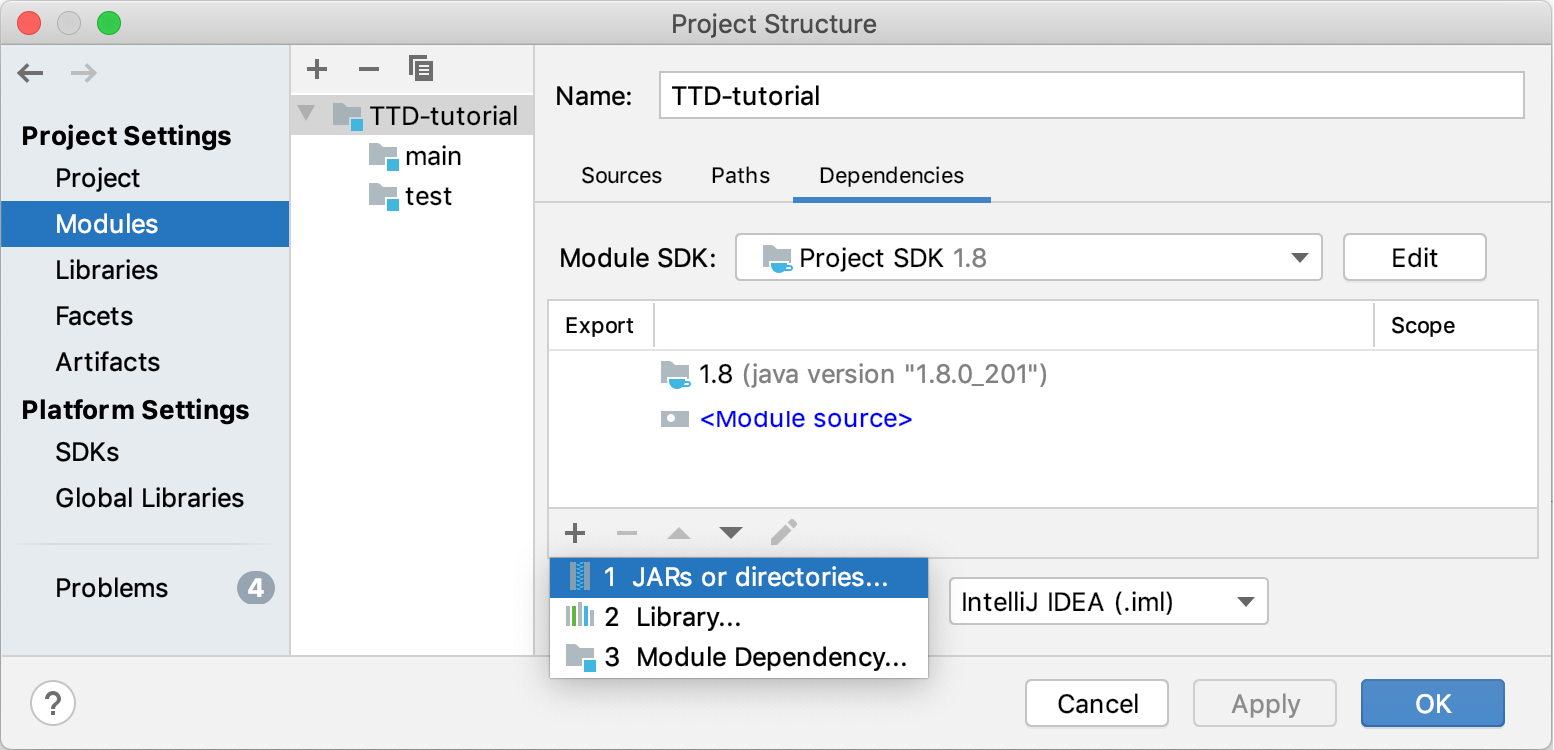 Project Structure
Project Settings
Project
Modules
Libraries
Facets
Artifacts
Platform Settings
SDKs
Global Libraries
Problems 4
TTD-tutorial
main
test
Name: TTD-tutorial
Sources Paths Dependencies
Module SDK: Project SDK 1.8 Edit
Export Scope
1.8 (java version "1.8.0_201")
<Module source>
1 JARs or directories...
2 Library...
3 Module Dependency...
IntelliJ IDEA (.iml)
? Cancel Apply OK